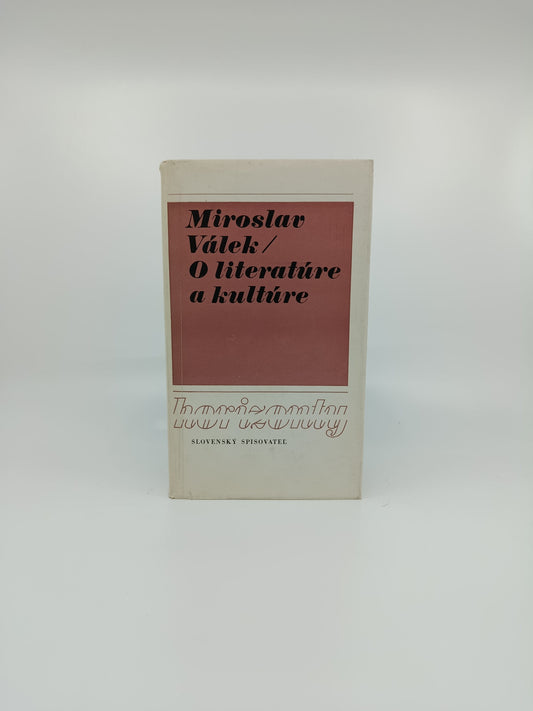 Miroslav
Válek /
O literatúre
a kultúre
horizonty
SLOVENSKÝ SPISOVATEĽ